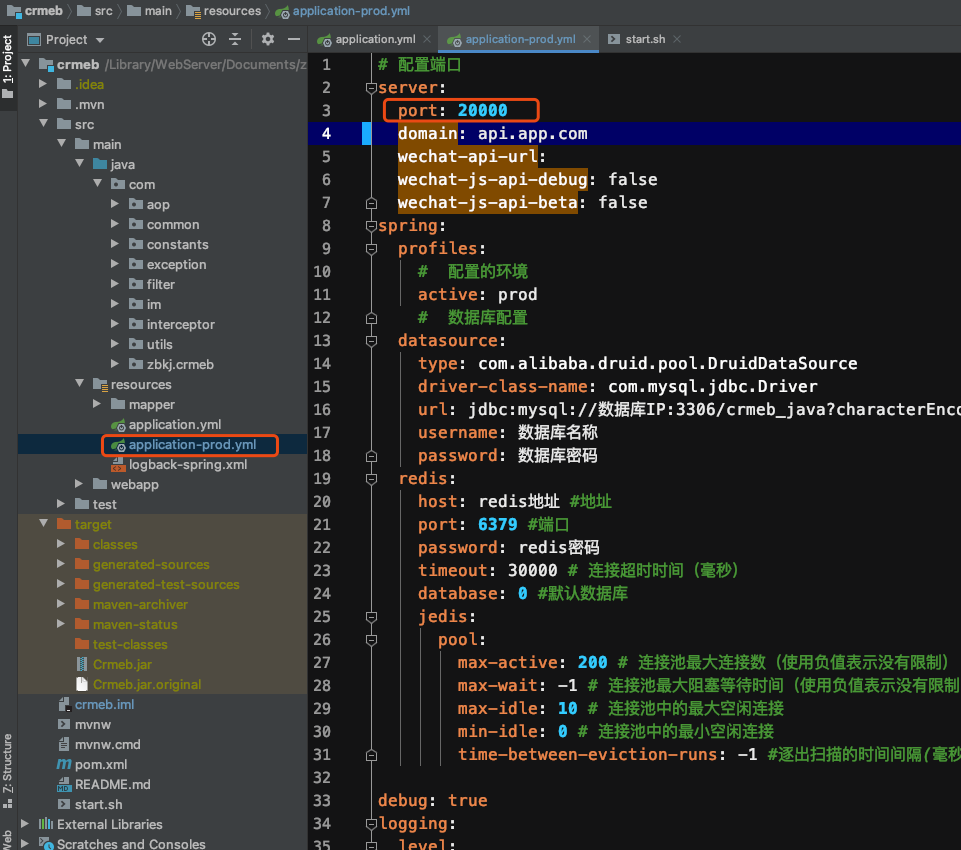 crmeb src main resources application-prod.yml
Project
application.yml application-prod.yml start.sh
1: Project
crmeb /Library/WebServer/Documents/z
.idea
.mvn
src
main
java
com
aop
common
constants
exception
filter
im
interceptor
utils
zbkj.crmeb
resources
mapper
application.yml
application-prod.yml
logback-spring.xml
webapp
test
target
classes
generated-sources
generated-test-sources
maven-archiver
maven-status
test-classes
Crmeb.jar
Crmeb.jar.original
crmeb.iml
mvnw
mvnw.cmd
pom.xml
README.md
start.sh
External Libraries
Scratches and Consoles
Z: Structure
Web
1 # 配置端口
2 server:
3 port: 20000
4 domain: api.app.com
5 wechat-api-url:
6 wechat-js-api-debug: false
7 wechat-js-api-beta: false
8 spring:
9 profiles:
10 # 配置的环境
11 active: prod
12 # 数据库配置
13 datasource:
14 type: com.alibaba.druid.pool.DruidDataSource
15 driver-class-name: com.mysql.jdbc.Driver
16 url: jdbc:mysql://数据库IP:3306/crmeb_java?characterEnco
17 username: 数据库名称
18 password: 数据库密码
19 redis:
20 host: redis地址 #地址
21 port: 6379 #端口
22 password: redis密码
23 timeout: 30000 # 连接超时时间（毫秒）
24 database: 0 #默认数据库
25 jedis:
26 pool:
27 max-active: 200 # 连接池最大连接数（使用负值表示没有限制）
28 max-wait: -1 # 连接池最大阻塞等待时间（使用负值表示没有限制
29 max-idle: 10 # 连接池中的最大空闲连接
30 min-idle: 0 # 连接池中的最小空闲连接
31 time-between-eviction-runs: -1 #逐出扫描的时间间隔(毫秒
32
33 debug: true
34 logging:
35 level: